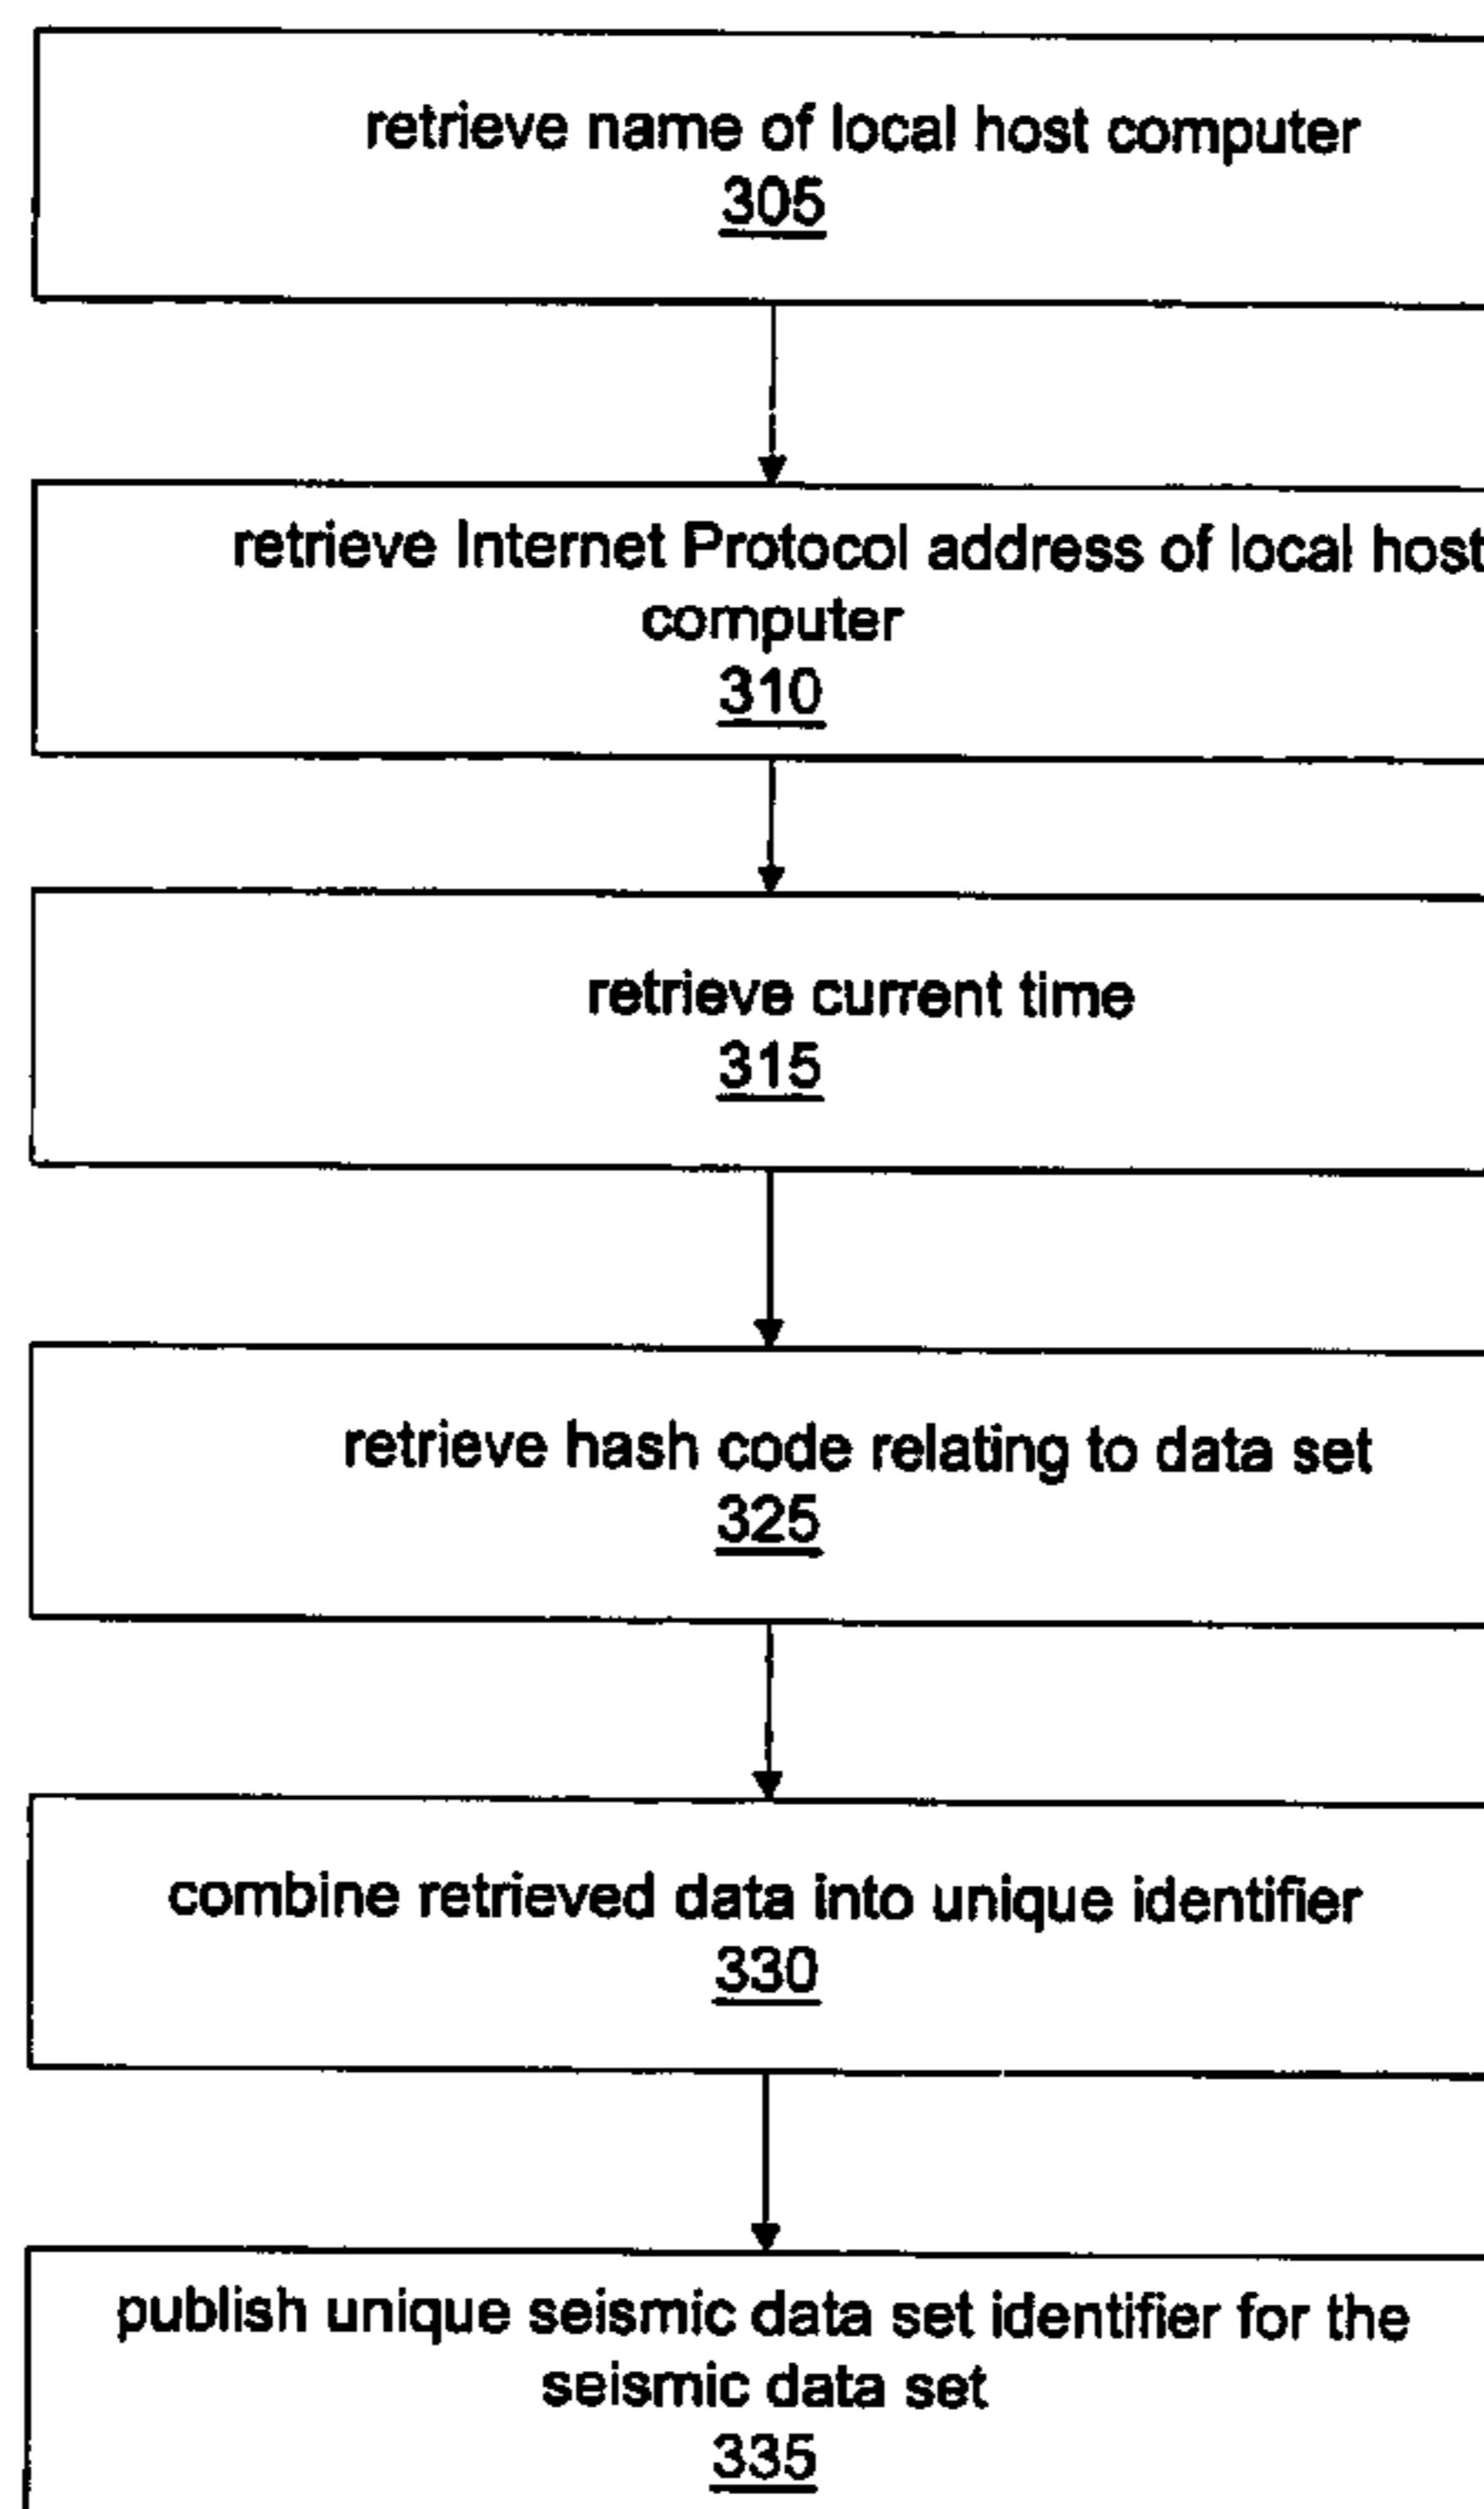 retrieve name of local host computer
305
retrieve Internet Protocol address of local host
computer
310
retrieve current time
315
retrieve hash code relating to data set
325
combine retrieved data into unique identifier
330
publish unique seismic data set identifier for the
seismic data set
335